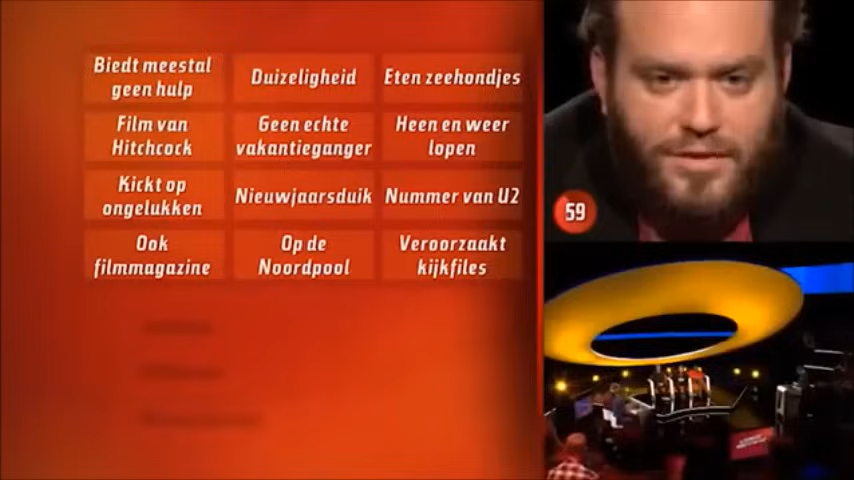 Biedt meestal
geen hulp
Duizeligheid
Eten zeehondjes
Film van
Hitchcock
Geen echte
vakantieganger
Heen en weer
lopen
Kickt op
ongelukken
Nieuwjaarsduik
Nummer van U2
Ook
filmmagazine
Op de
Noordpool
Veroorzaakt
kijkfiles
59